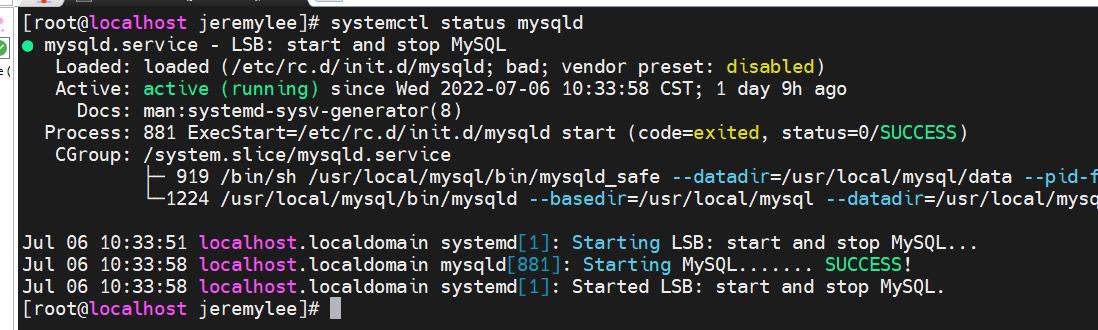 [root@localhost jeremylee]# systemctl status mysqld
● mysqld.service - LSB: start and stop MySQL
   Loaded: loaded (/etc/rc.d/init.d/mysqld; bad; vendor preset: disabled)
   Active: active (running) since Wed 2022-07-06 10:33:58 CST; 1 day 9h ago
     Docs: man:systemd-sysv-generator(8)
  Process: 881 ExecStart=/etc/rc.d/init.d/mysqld start (code=exited, status=0/SUCCESS)
   CGroup: /system.slice/mysqld.service
           ├─ 919 /bin/sh /usr/local/mysql/bin/mysqld_safe --datadir=/usr/local/mysql/data --pid-f
           └─1224 /usr/local/mysql/bin/mysqld --basedir=/usr/local/mysql --datadir=/usr/local/mysq

Jul 06 10:33:51 localhost.localdomain systemd[1]: Starting LSB: start and stop MySQL...
Jul 06 10:33:58 localhost.localdomain mysqld[881]: Starting MySQL....... SUCCESS!
Jul 06 10:33:58 localhost.localdomain systemd[1]: Started LSB: start and stop MySQL.
[root@localhost jeremylee]#